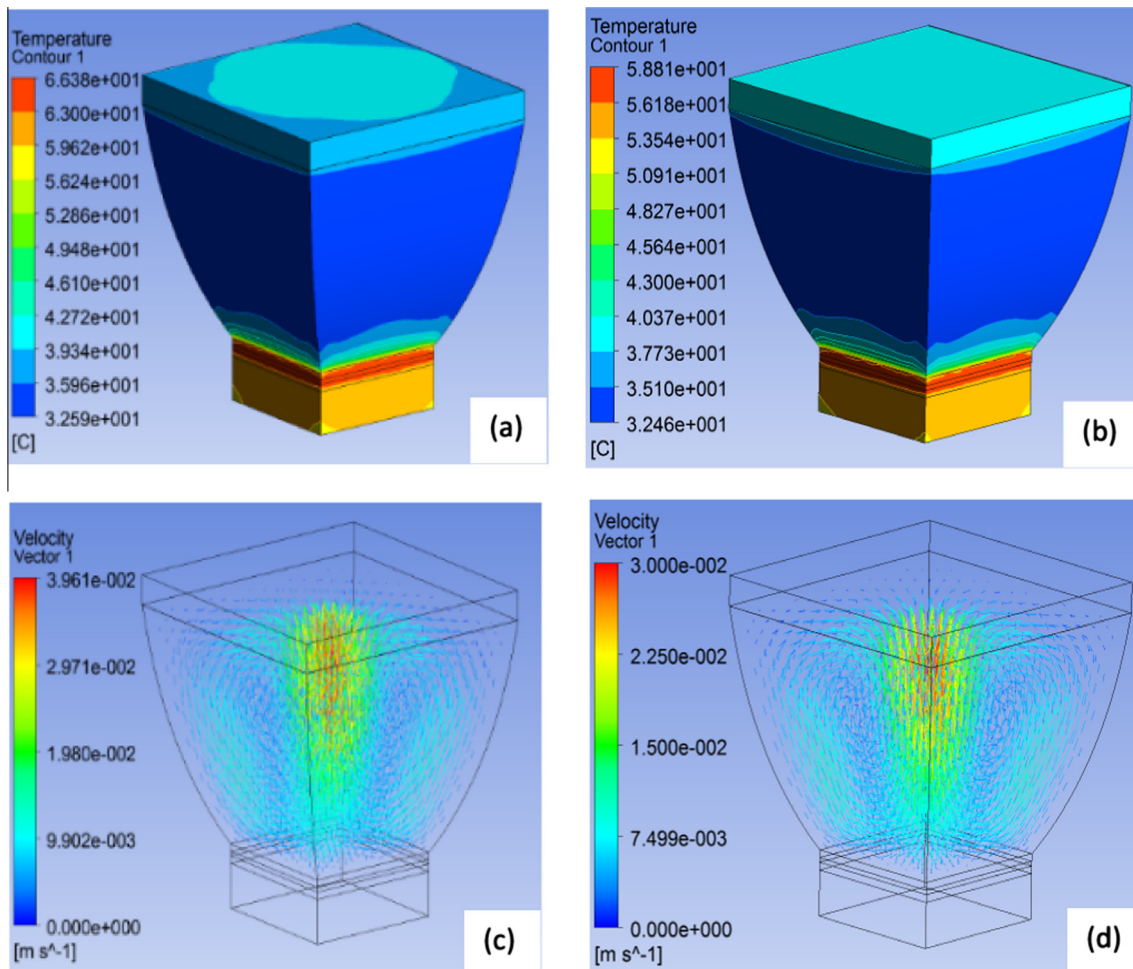 Temperature
Contour 1
6.638e+001
6.300e+001
5.962e+001
5.624e+001
5.286e+001
4.948e+001
4.610e+001
4.272e+001
3.934e+001
3.596e+001
3.259e+001
[C]
(a)
Temperature
Contour 1
5.881e+001
5.618e+001
5.354e+001
5.091e+001
4.827e+001
4.564e+001
4.300e+001
4.037e+001
3.773e+001
3.510e+001
3.246e+001
[C]
(b)
Velocity
Vector 1
3.961e-002
2.971e-002
1.980e-002
9.902e-003
0.000e+000
[m s^-1]
(c)
Velocity
Vector 1
3.000e-002
2.250e-002
1.500e-002
7.499e-003
0.000e+000
[m s^-1]
(d)